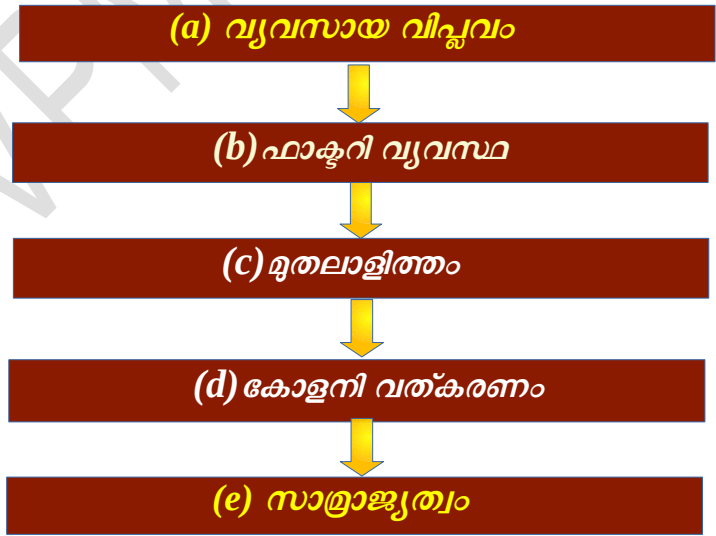 (a) വ്യവസായ വിപ്ലവം
(b) ഫാക്ടറി വ്യവസ്ഥ
(c) മുതലാളിത്തം
(d) കോളനി വത്കരണം
(e) സാമ്രാജ്യത്വം